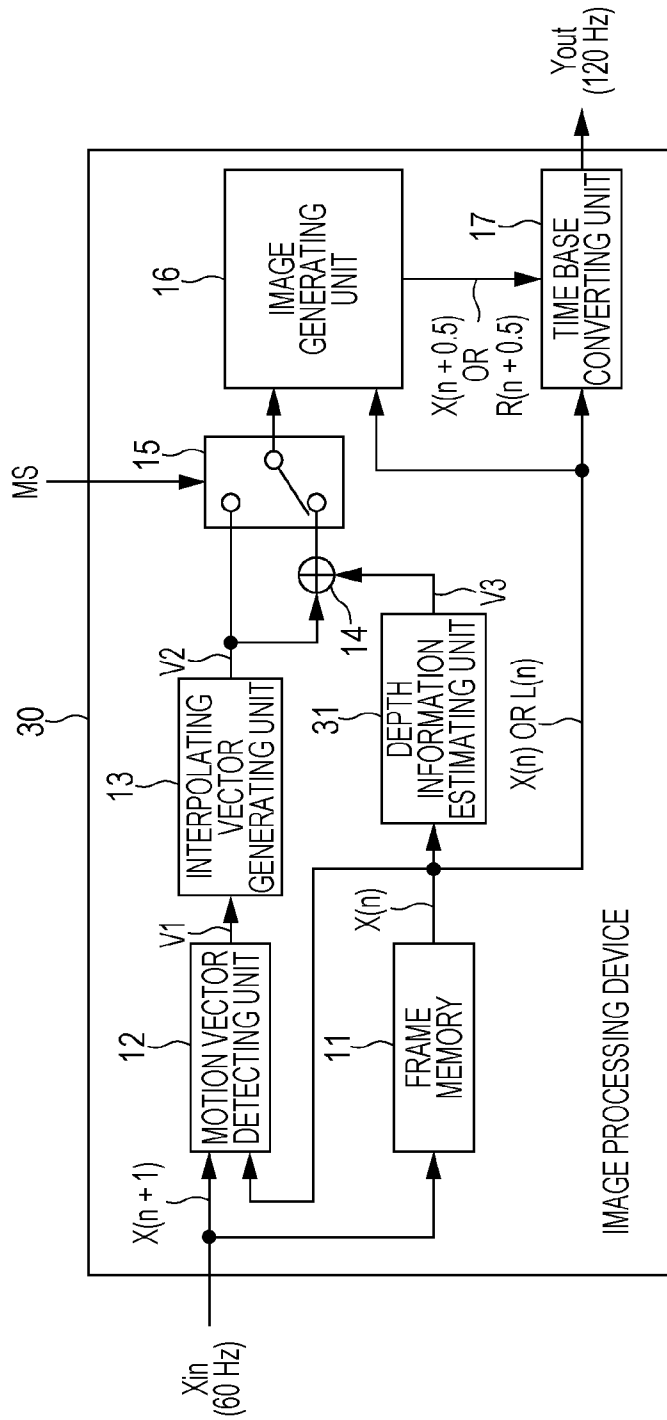 30
Xin
(60 Hz)
X(n + 1)
12
MOTION VECTOR
DETECTING UNIT
V1
13
INTERPOLATING
VECTOR
GENERATING UNIT
V2
MS
15
16
IMAGE
GENERATING
UNIT
14
11
FRAME
MEMORY
X(n)
31
DEPTH
INFORMATION
ESTIMATING UNIT
V3
X(n + 0.5)
OR
R(n + 0.5)
X(n) OR L(n)
17
TIME BASE
CONVERTING UNIT
Yout
(120 Hz)
IMAGE PROCESSING DEVICE